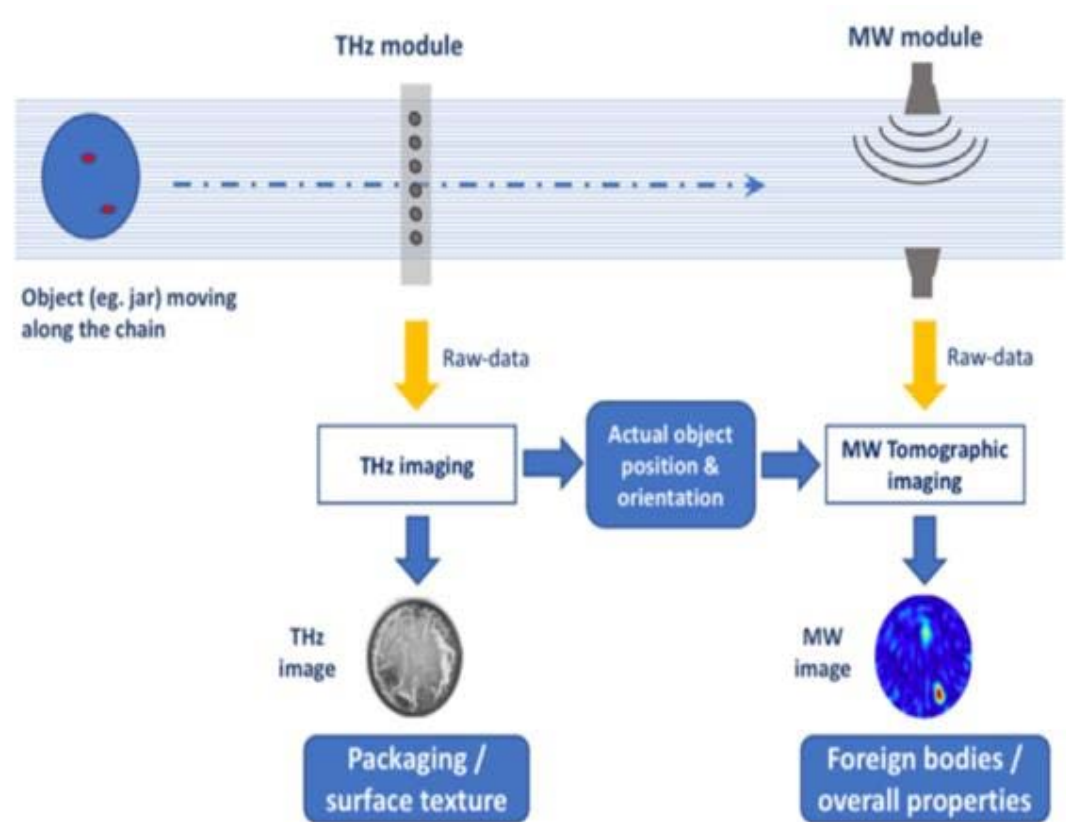 THz module
MW module
Object (eg. jar) moving
along the chain
Raw-data
Raw-data
THz imaging
Actual object
position &
orientation
MW Tomographic
imaging
THz
image
MW
image
Packaging /
surface texture
Foreign bodies /
overall properties